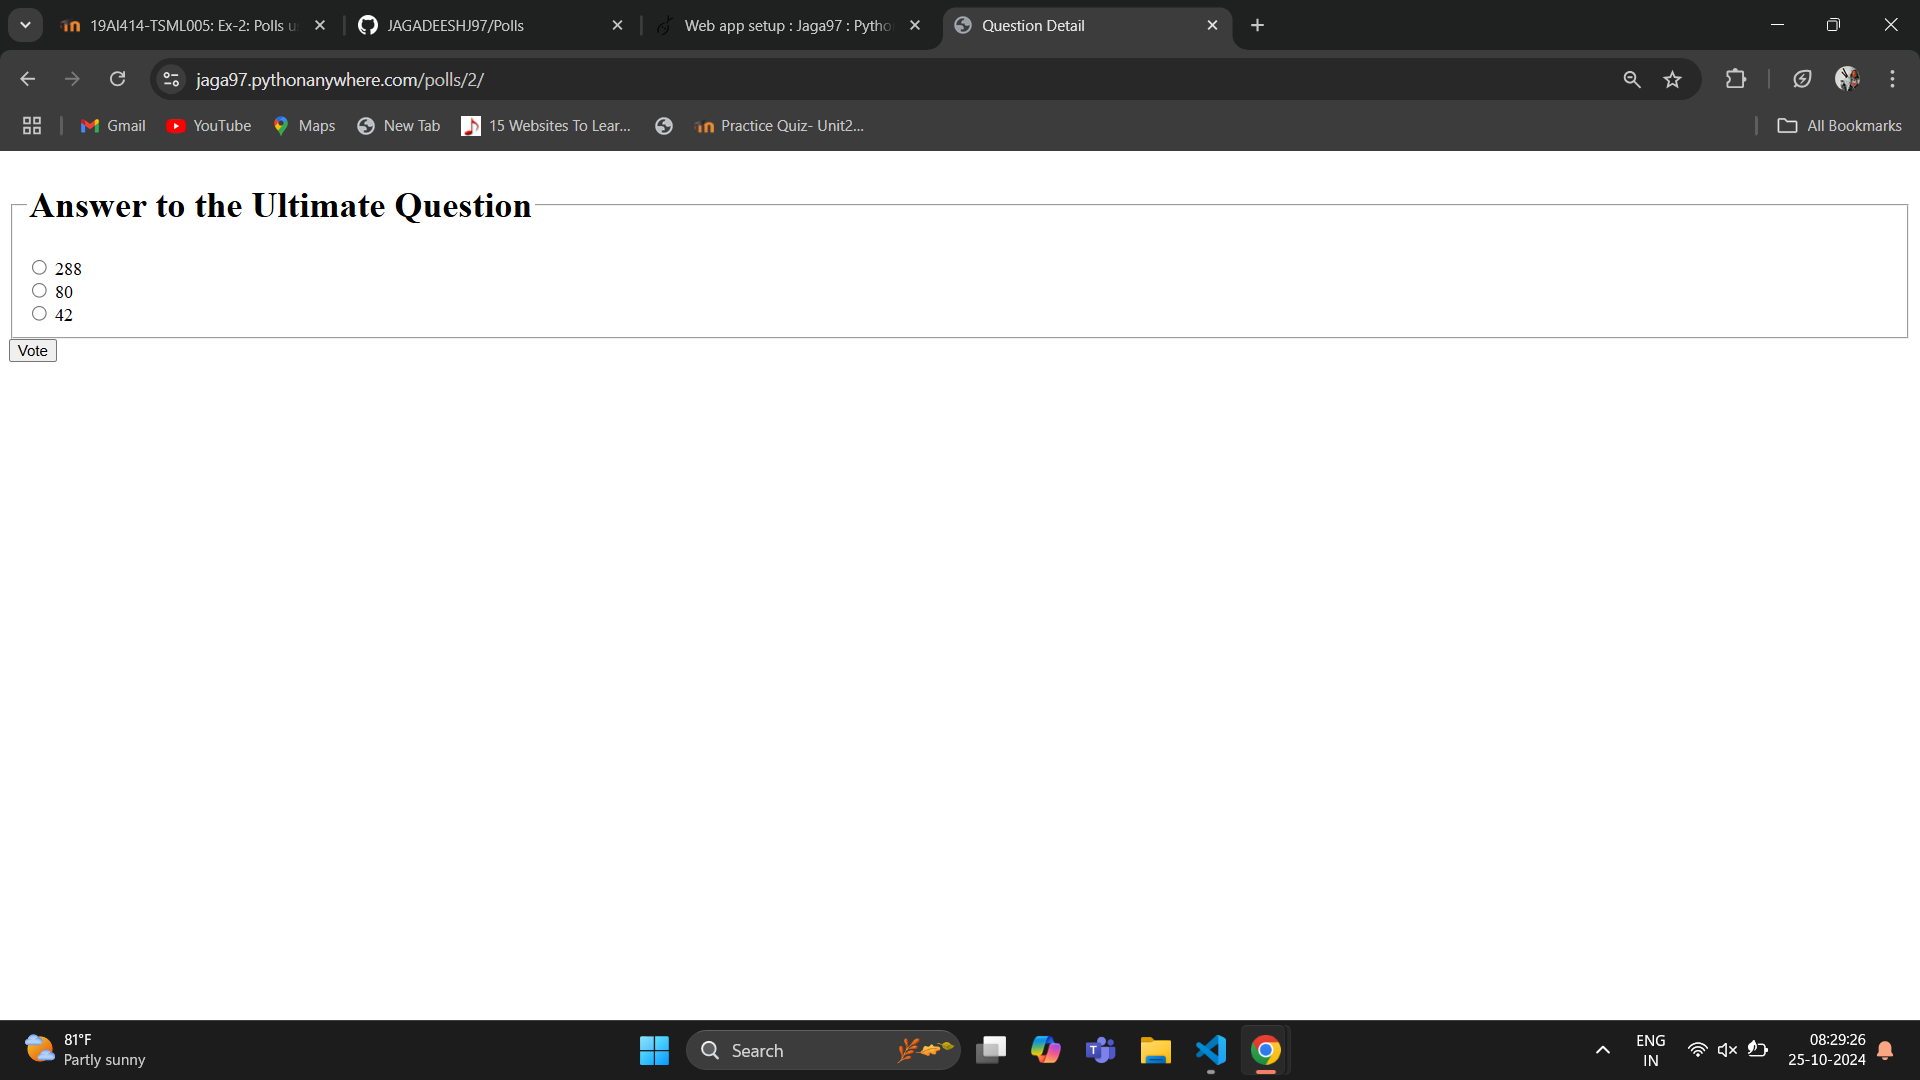 19AI414-TSML005: Ex-2: Polls u
JAGADEESHJ97/Polls
Web app setup : Jaga97 : Pytho
Question Detail
jaga97.pythonanywhere.com/polls/2/
Gmail
YouTube
Maps
New Tab
15 Websites To Lear...
Practice Quiz- Unit2...
All Bookmarks
Answer to the Ultimate Question
288
80
42
Vote
81°F
Partly sunny
Search
ENG
IN
08:29:26
25-10-2024